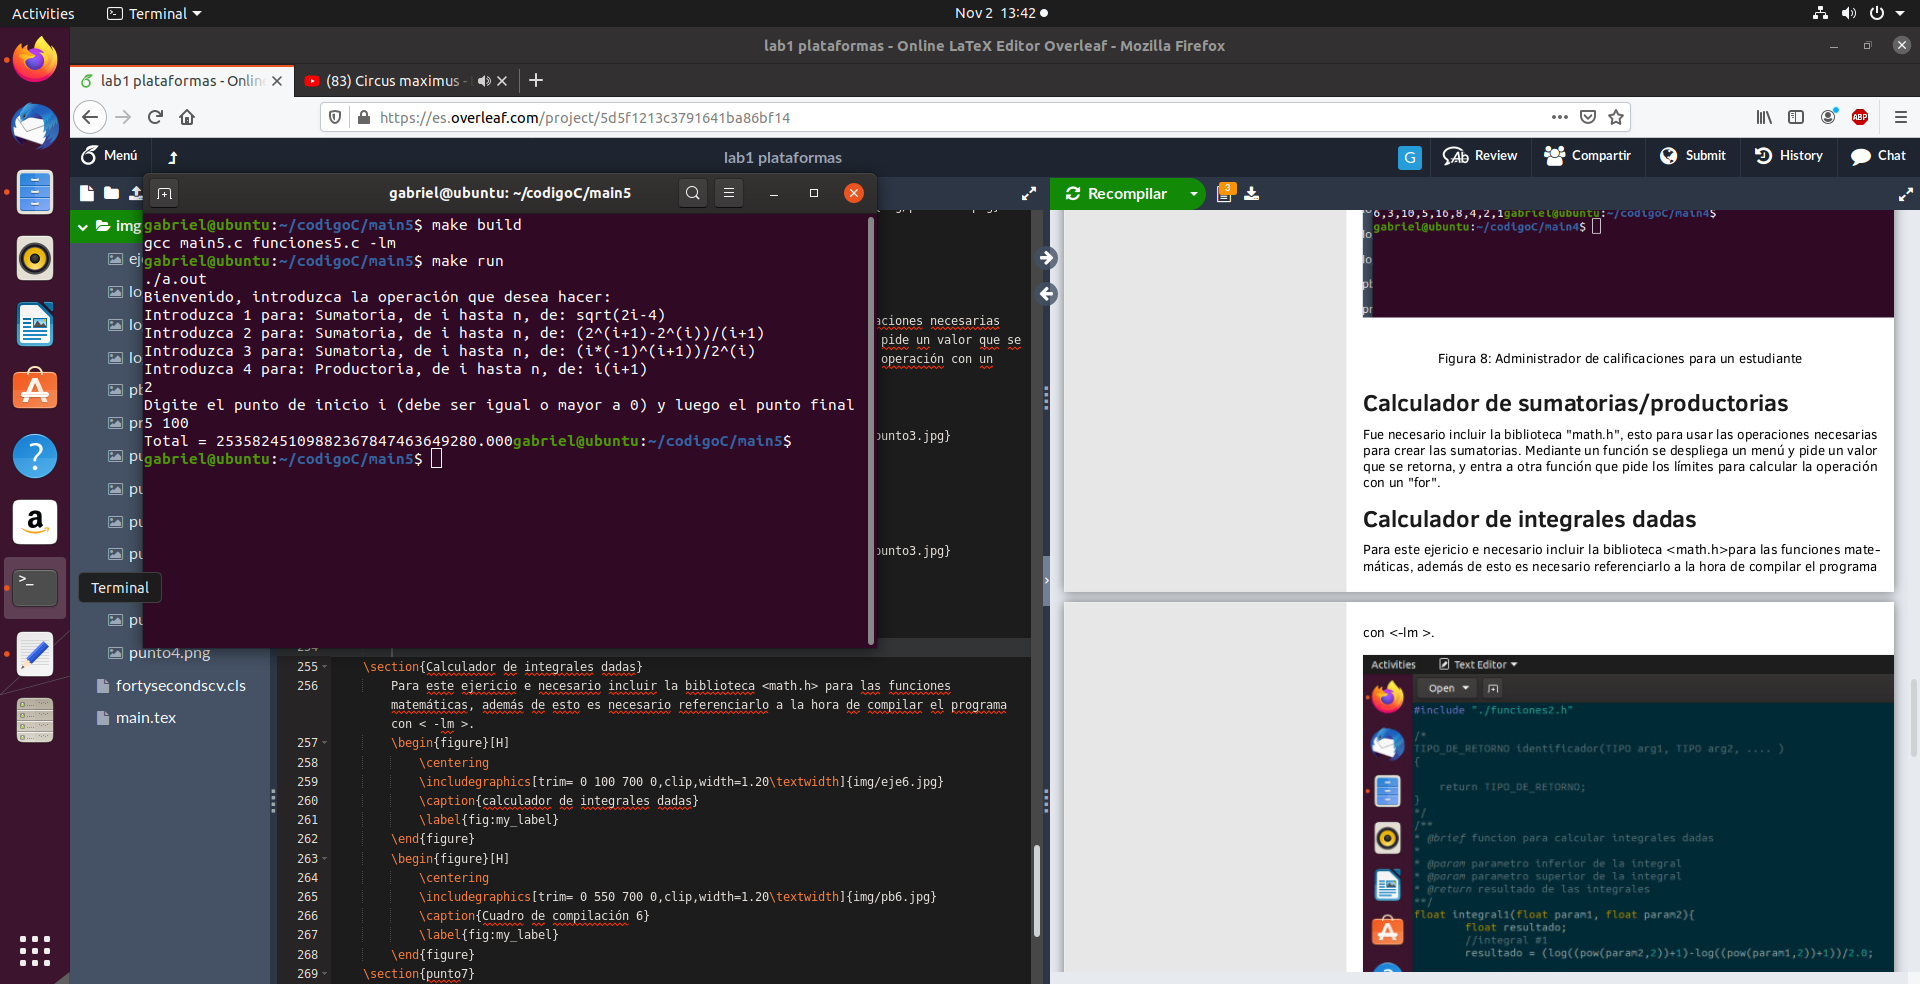 Activities
Terminal
Nov 2 13:42
lab1 plataformas - Online LaTeX Editor Overleaf - Mozilla Firefox
lab1 plataformas - Onlin
(83) Circus maximus -
https://es.overleaf.com/project/5d5f1213c3791641ba86bf14
ABP
Menú
lab1 plataformas
G
Review
Compartir
Submit
History
Chat
gabriel@ubuntu: ~/codigoC/main5
Recompilar
3
img
gabriel@ubuntu:~/codigoC/main5$ make build
gcc main5.c funciones5.c -lm
gabriel@ubuntu:~/codigoC/main5$ make run
./a.out
Bienvenido, introduzca la operación que desea hacer:
Introduzca 1 para: Sumatoria, de i hasta n, de: sqrt(2i-4)
Introduzca 2 para: Sumatoria, de i hasta n, de: (2^(i+1)-2^(i))/(i+1)
Introduzca 3 para: Sumatoria, de i hasta n, de: (i*(-1)^(i+1))/2^(i)
Introduzca 4 para: Productoria, de i hasta n, de: i(i+1)
2
Digite el punto de inicio i (debe ser igual o mayor a 0) y luego el punto final
5 100
Total = 25358245109882367847463649280.000gabriel@ubuntu:~/codigoC/main5$
gabriel@ubuntu:~/codigoC/main5$
ej
lo
lo
lo
pb
pr
pu
pu
pu
pu
Terminal
pu
punto4.png
fortysecondscv.cls
main.tex
aciones necesarias
pide un valor que se
operación con un
punto3.jpg}
punto3.jpg}
254
255 \section{Calculador de integrales dadas}
256 Para este ejericio e necesario incluir la biblioteca <math.h> para las funciones
matemáticas, además de esto es necesario referenciarlo a la hora de compilar el programa
con < -lm >.
257 \begin{figure}[H]
258 \centering
259 \includegraphics[trim= 0 100 700 0,clip,width=1.20\textwidth]{img/eje6.jpg}
260 \caption{calculador de integrales dadas}
261 \label{fig:my_label}
262 \end{figure}
263 \begin{figure}[H]
264 \centering
265 \includegraphics[trim= 0 550 700 0,clip,width=1.20\textwidth]{img/pb6.jpg}
266 \caption{Cuadro de compilación 6}
267 \label{fig:my_label}
268 \end{figure}
269 \section{punto7}
6,3,10,5,16,8,4,2,1gabriel@ubuntu:~/codigoC/main4$
gabriel@ubuntu:~/codigoC/main4$
lo
lo
pb
pr
Figura 8: Administrador de calificaciones para un estudiante
Calculador de sumatorias/productorias
Fue necesario incluir la biblioteca "math.h", esto para usar las operaciones necesarias
para crear las sumatorias. Mediante un función se despliega un menú y pide un valor
que se retorna, y entra a otra función que pide los límites para calcular la operación
con un "for".
Calculador de integrales dadas
Para este ejericio e necesario incluir la biblioteca <math.h>para las funciones mate-
máticas, además de esto es necesario referenciarlo a la hora de compilar el programa
con <-lm >.
Activities
Text Editor
Open
#include "./funciones2.h"
/*
TIPO_DE_RETORNO identificador(TIPO arg1, TIPO arg2, .... )
{
return TIPO_DE_RETORNO;
}
*/
/**
* @brief funcion para calcular integrales dadas
*
* @param parametro inferior de la integral
* @param parametro superior de la integral
* @return resultado de las integrales
**/
float integral1(float param1, float param2){
float resultado;
//integral #1
resultado = (log((pow(param2,2))+1)-log((pow(param1,2))+1))/2.0;